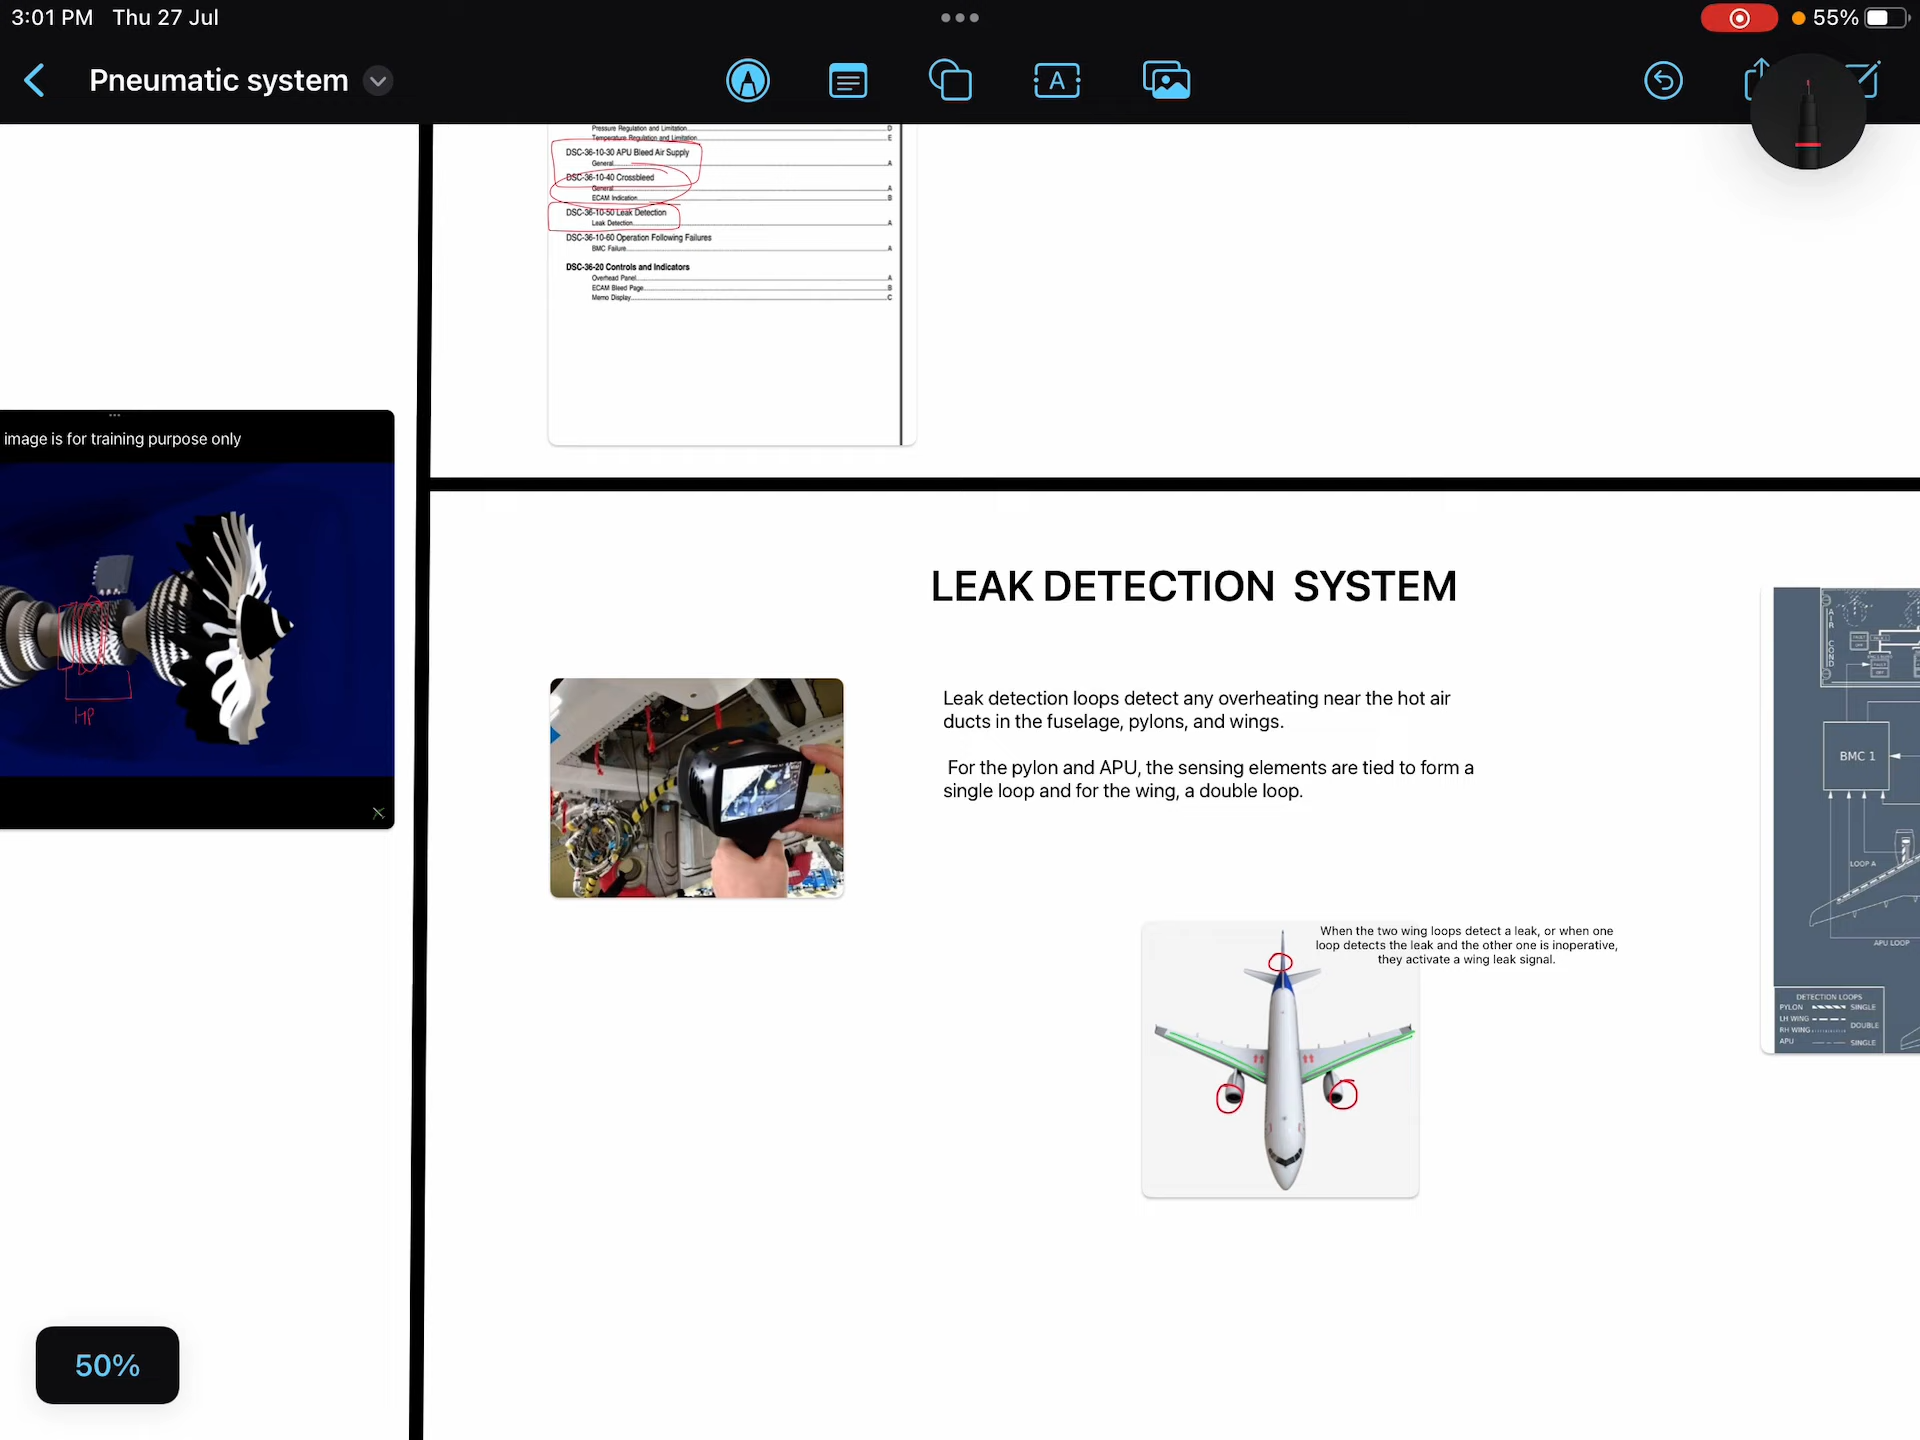 3:01 PM Thu 27 Jul
55%
Pneumatic system
Pressure Regulation and Limitation D
Temperature Regulation and Limitation E
DSC-36-10-30 APU Bleed Air Supply
General A
DSC-36-10-40 Crossbleed
General A
ECAM Indication B
DSC-36-10-50 Leak Detection
Leak Detection A
DSC-36-10-60 Operation Following Failures
BMC Failure A
DSC-36-20 Controls and Indicators
Overhead Panel A
ECAM Bleed Page B
Memo Display C
image is for training purpose only
HP
LEAK DETECTION SYSTEM
Leak detection loops detect any overheating near the hot air
ducts in the fuselage, pylons, and wings.
For the pylon and APU, the sensing elements are tied to form a
single loop and for the wing, a double loop.
When the two wing loops detect a leak, or when one
loop detects the leak and the other one is inoperative,
they activate a wing leak signal.
AIR COND
BMC 1
LOOP A
APU LOOP
DETECTION LOOPS
PYLON SINGLE
LH WING
RH WING DOUBLE
APU SINGLE
50%